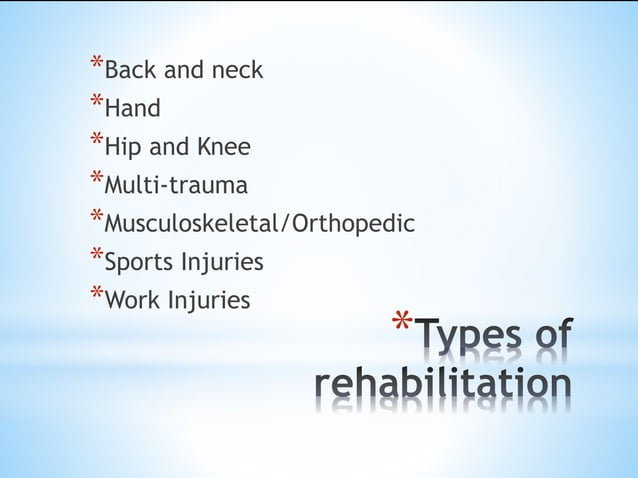 *Back and neck
*Hand
*Hip and Knee
*Multi-trauma
*Musculoskeletal/Orthopedic
*Sports Injuries
*Work Injuries
*Types of
rehabilitation